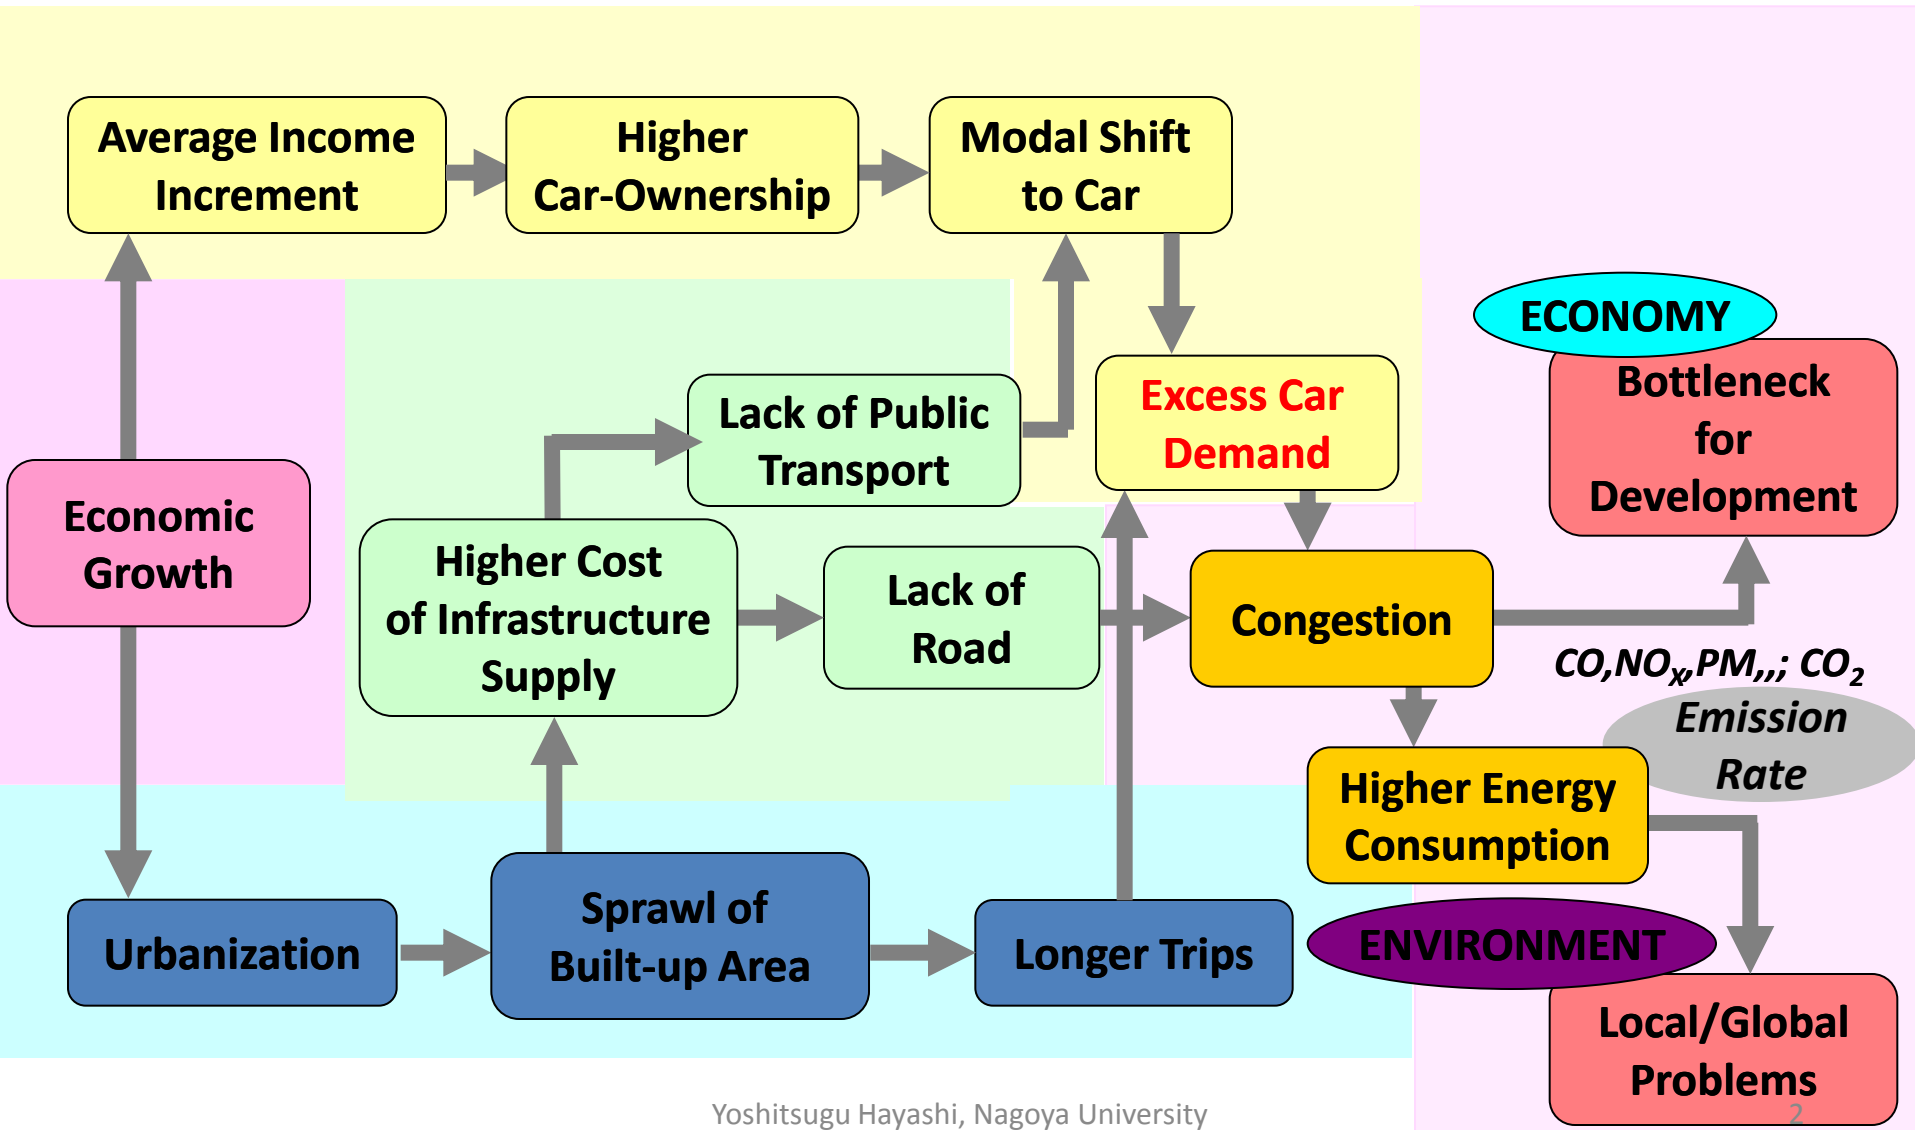 Average Income
Increment
Higher
Car-Ownership
Modal Shift
to Car
ECONOMY
Bottleneck
for
Development
Excess Car
Demand
Lack of Public
Transport
Economic
Growth
Higher Cost
of Infrastructure
Supply
Lack of
Road
Congestion
CO,NOX,PM,,,; CO2
Emission
Rate
Higher Energy
Consumption
Urbanization
Sprawl of
Built-up Area
Longer Trips
ENVIRONMENT
Local/Global
Problems
Yoshitsugu Hayashi, Nagoya University
2